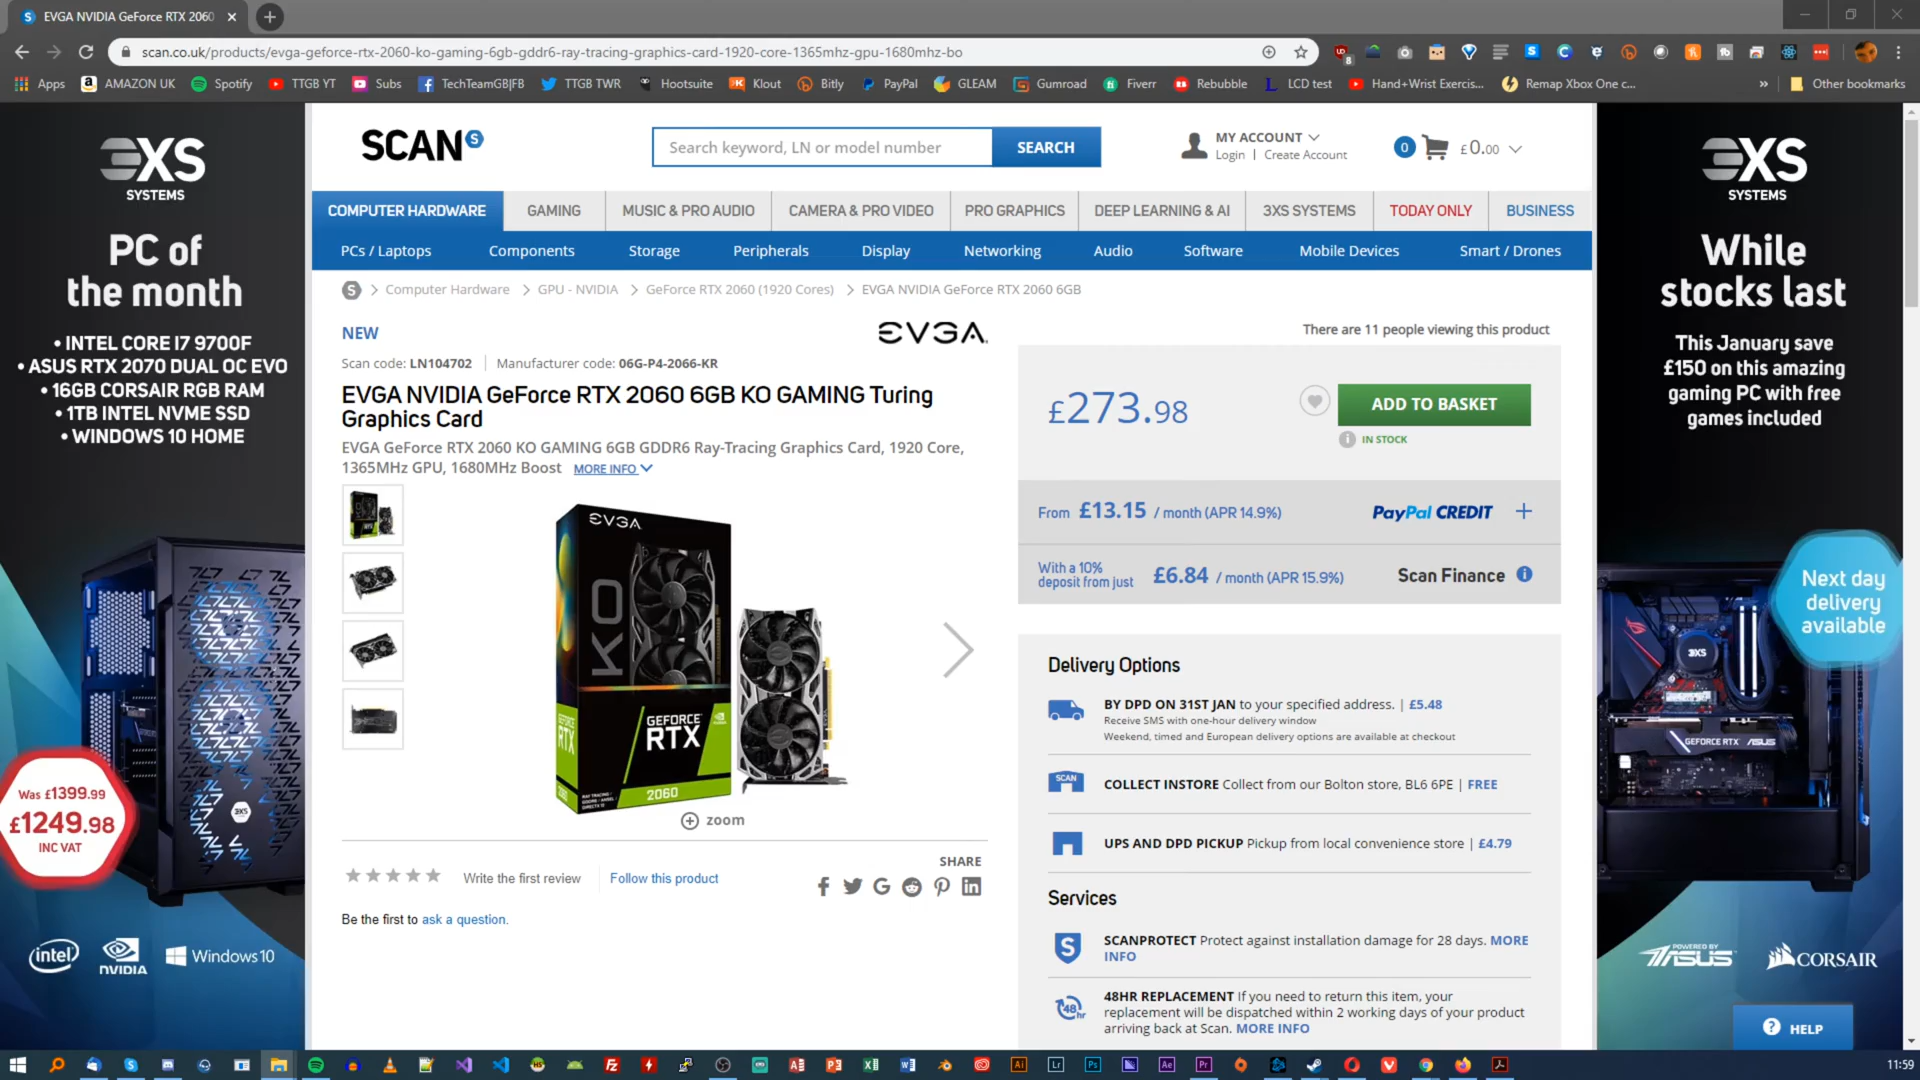 EVGA NVIDIA GeForce RTX 2060
scan.co.uk/products/evga-geforce-rtx-2060-ko-gaming-6gb-gddr6-ray-tracing-graphics-card-1920-core-1365mhz-gpu-1680mhz-bo
Apps AMAZON UK Spotify TTGB YT Subs TechTeamGB|FB TTGB TWR Hootsuite Klout Bitly PayPal GLEAM Gumroad Fiverr Rebubble LCD test Hand+Wrist Exercis... Remap Xbox One c... » Other bookmarks
3XS
SYSTEMS
PC of
the month
• INTEL CORE I7 9700F
• ASUS RTX 2070 DUAL OC EVO
• 16GB CORSAIR RGB RAM
• 1TB INTEL NVME SSD
• WINDOWS 10 HOME
Was £1399.99
£1249.98
INC VAT
intel NVIDIA Windows10
SCAN S
Search keyword, LN or model number SEARCH
MY ACCOUNT
Login | Create Account
0 £0.00
COMPUTER HARDWARE GAMING MUSIC & PRO AUDIO CAMERA & PRO VIDEO PRO GRAPHICS DEEP LEARNING & AI 3XS SYSTEMS TODAY ONLY BUSINESS
PCs / Laptops Components Storage Peripherals Display Networking Audio Software Mobile Devices Smart / Drones
S > Computer Hardware > GPU - NVIDIA > GeForce RTX 2060 (1920 Cores) > EVGA NVIDIA GeForce RTX 2060 6GB
NEW
EVGA
Scan code: LN104702 | Manufacturer code: 06G-P4-2066-KR
EVGA NVIDIA GeForce RTX 2060 6GB KO GAMING Turing
Graphics Card
EVGA GeForce RTX 2060 KO GAMING 6GB GDDR6 Ray-Tracing Graphics Card, 1920 Core,
1365MHz GPU, 1680MHz Boost MORE INFO
EVGA
KO
GEFORCE
RTX
GEFORCE
RTX
2060
zoom
SHARE
Write the first review Follow this product
Be the first to ask a question.
There are 11 people viewing this product
£273.98 ADD TO BASKET
IN STOCK
From £13.15 / month (APR 14.9%) PayPal CREDIT +
With a 10%
deposit from just £6.84 / month (APR 15.9%) Scan Finance
Delivery Options
BY DPD ON 31ST JAN to your specified address. | £5.48
Receive SMS with one-hour delivery window
Weekend, timed and European delivery options are available at checkout
SCAN
COLLECT INSTORE Collect from our Bolton store, BL6 6PE | FREE
UPS AND DPD PICKUP Pickup from local convenience store | £4.79
Services
SCANPROTECT Protect against installation damage for 28 days. MORE
INFO
48HR REPLACEMENT If you need to return this item, your
replacement will be dispatched within 2 working days of your product
arriving back at Scan. MORE INFO
3XS
SYSTEMS
While
stocks last
This January save
£150 on this amazing
gaming PC with free
games included
Next day
delivery
available
3XS
GEFORCE RTX ASUS
POWERED BY
ASUS CORSAIR
HELP
11:59